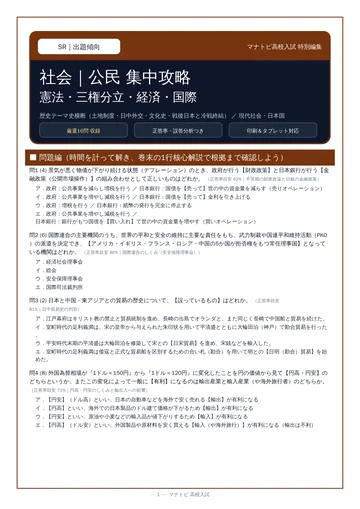 SR｜出題傾向
マナトビ高校入試 特別編集
社会｜公民 集中攻略
憲法・三権分立・経済・国際
歴史テーマ史横断（土地制度・日中外交・文化史・戦後日本と冷戦終結） ／ 現代社会・日本国
厳選10問 収録
正答率・誤答分析つき
印刷＆タブレット対応
■ 問題編（時間を計って解き、巻末の1行核心解説で根拠まで確認しよう）
問1 (4) 景気が悪く物価が下がり続ける状態（デフレーション）のとき、政府が行う【財政政策】と日本銀行が行う【金
融政策（公開市場操作）】の組み合わせとして正しいものはどれか。
ア．政府：公共事業を減らし増税を行う ／ 日本銀行：国債を【売って】世の中の資金量を減らす（売りオペレーション）
イ．政府：公共事業を増やし減税を行う ／ 日本銀行：国債を【売って】金利を引き上げる
ウ．政府：増税を行う ／ 日本銀行：紙幣の発行を完全に停止する
エ．政府：公共事業を増やし減税を行う ／
日本銀行：銀行がもつ国債を【買い入れ】て世の中の資金量を増やす（買いオペレーション）
問2 (6) 国際連合の主要機関のうち、世界の平和と安全の維持に主要な責任をもち、武力制裁や国連平和維持活動（PKO
）の派遣を決定でき、【アメリカ・イギリス・フランス・ロシア・中国の5か国が拒否権をもつ常任理事国】となって
いる機関はどれか。
ア．経済社会理事会
イ．総会
ウ．安全保障理事会
エ．国際司法裁判所
問3 (2) 日本と中国・東アジアとの貿易の歴史について、【誤っているもの】はどれか。
ア．江戸幕府はキリスト教の禁止と貿易統制を進め、長崎の出島でオランダと、また同じく長崎で中国船と貿易を続けた。
イ．室町時代の足利義満は、宋の皇帝から与えられた朱印状を用いて平清盛とともに大輪田泊（神戸）で勘合貿易を行った
。
ウ．平安時代末期の平清盛は大輪田泊を修築して宋との【日宋貿易】を進め、宋銭などを輸入した。
エ．室町時代の足利義満は倭寇と正式な貿易船を区別するための合い札（勘合）を用いて明との【日明（勘合）貿易】を始
めた。
問4 (8) 外国為替相場が『1ドル＝150円』から『1ドル＝120円』に変化したことを円の価値から見て【円高・円安】の
どちらというか。またこの変化によって一般に【有利】になるのは輸出産業と輸入産業（や海外旅行者）のどちらか。
ア．【円安】（ドル高）といい、日本の自動車などを海外で安く売れる【輸出】が有利になる
イ．【円高】といい、海外での日本製品のドル建て価格が下がるため【輸出】が有利になる
ウ．【円安】といい、原油や小麦などの輸入品が値下がりするため【輸入】が有利になる
エ．【円高】（ドル安）といい、外国製品や原材料を安く買える【輸入（や海外旅行）】が有利になる（輸出は不利）
― 1 ― マナトビ 高校入試